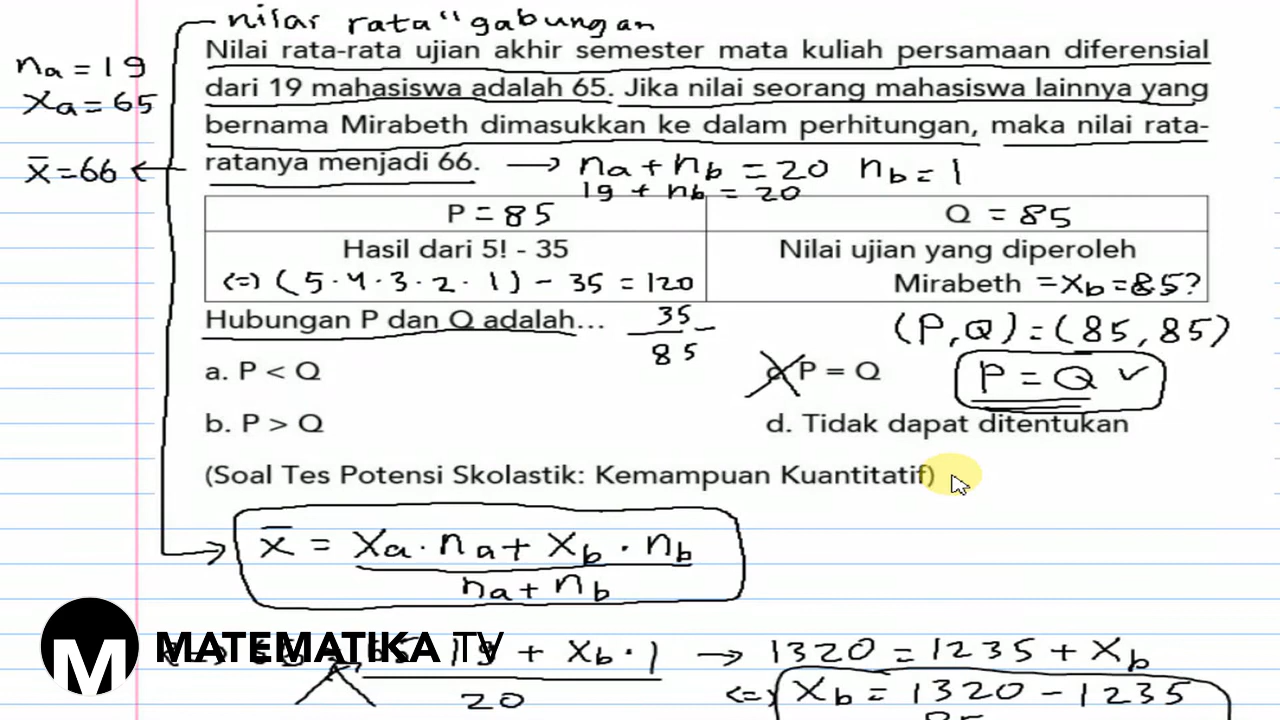 nilai rata" gabungan
na = 19
xa = 65
x̄ = 66
Nilai rata-rata ujian akhir semester mata kuliah persamaan diferensial
dari 19 mahasiswa adalah 65. Jika nilai seorang mahasiswa lainnya yang
bernama Mirabeth dimasukkan ke dalam perhitungan, maka nilai rata-
ratanya menjadi 66. → na + nb = 20 nb = 1
19 + nb = 20
P = 85
Q = 85
Hasil dari 5! - 35
(=) (5·4·3·2·1) - 35 = 120
35 -
85
Nilai ujian yang diperoleh
Mirabeth = xb = 85?
Hubungan P dan Q adalah...
(P,Q) = (85, 85)
P = Q ✓
a. P < Q
P = Q
b. P > Q
d. Tidak dapat ditentukan
(Soal Tes Potensi Skolastik: Kemampuan Kuantitatif)
x̄ = xa · na + xb · nb
na + nb
M MATEMATIKA TV
19 + xb · 1 → 1320 = 1235 + xb
20
(=) xb = 1320 - 1235